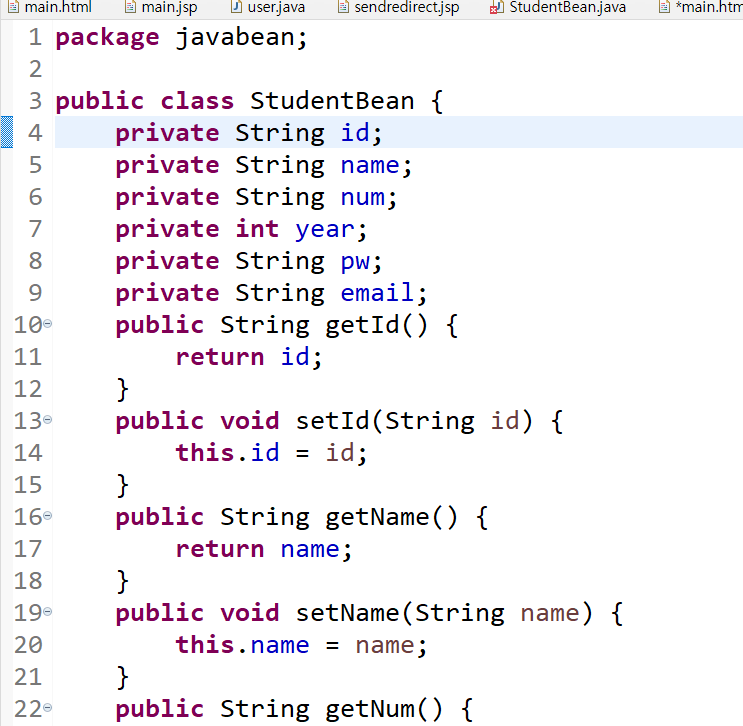 main.html main.jsp user.java sendredirect.jsp StudentBean.java *main.htm
1 package javabean;
2
3 public class StudentBean {
4 private String id;
5 private String name;
6 private String num;
7 private int year;
8 private String pw;
9 private String email;
10 public String getId() {
11 return id;
12 }
13 public void setId(String id) {
14 this.id = id;
15 }
16 public String getName() {
17 return name;
18 }
19 public void setName(String name) {
20 this.name = name;
21 }
22 public String getNum() {